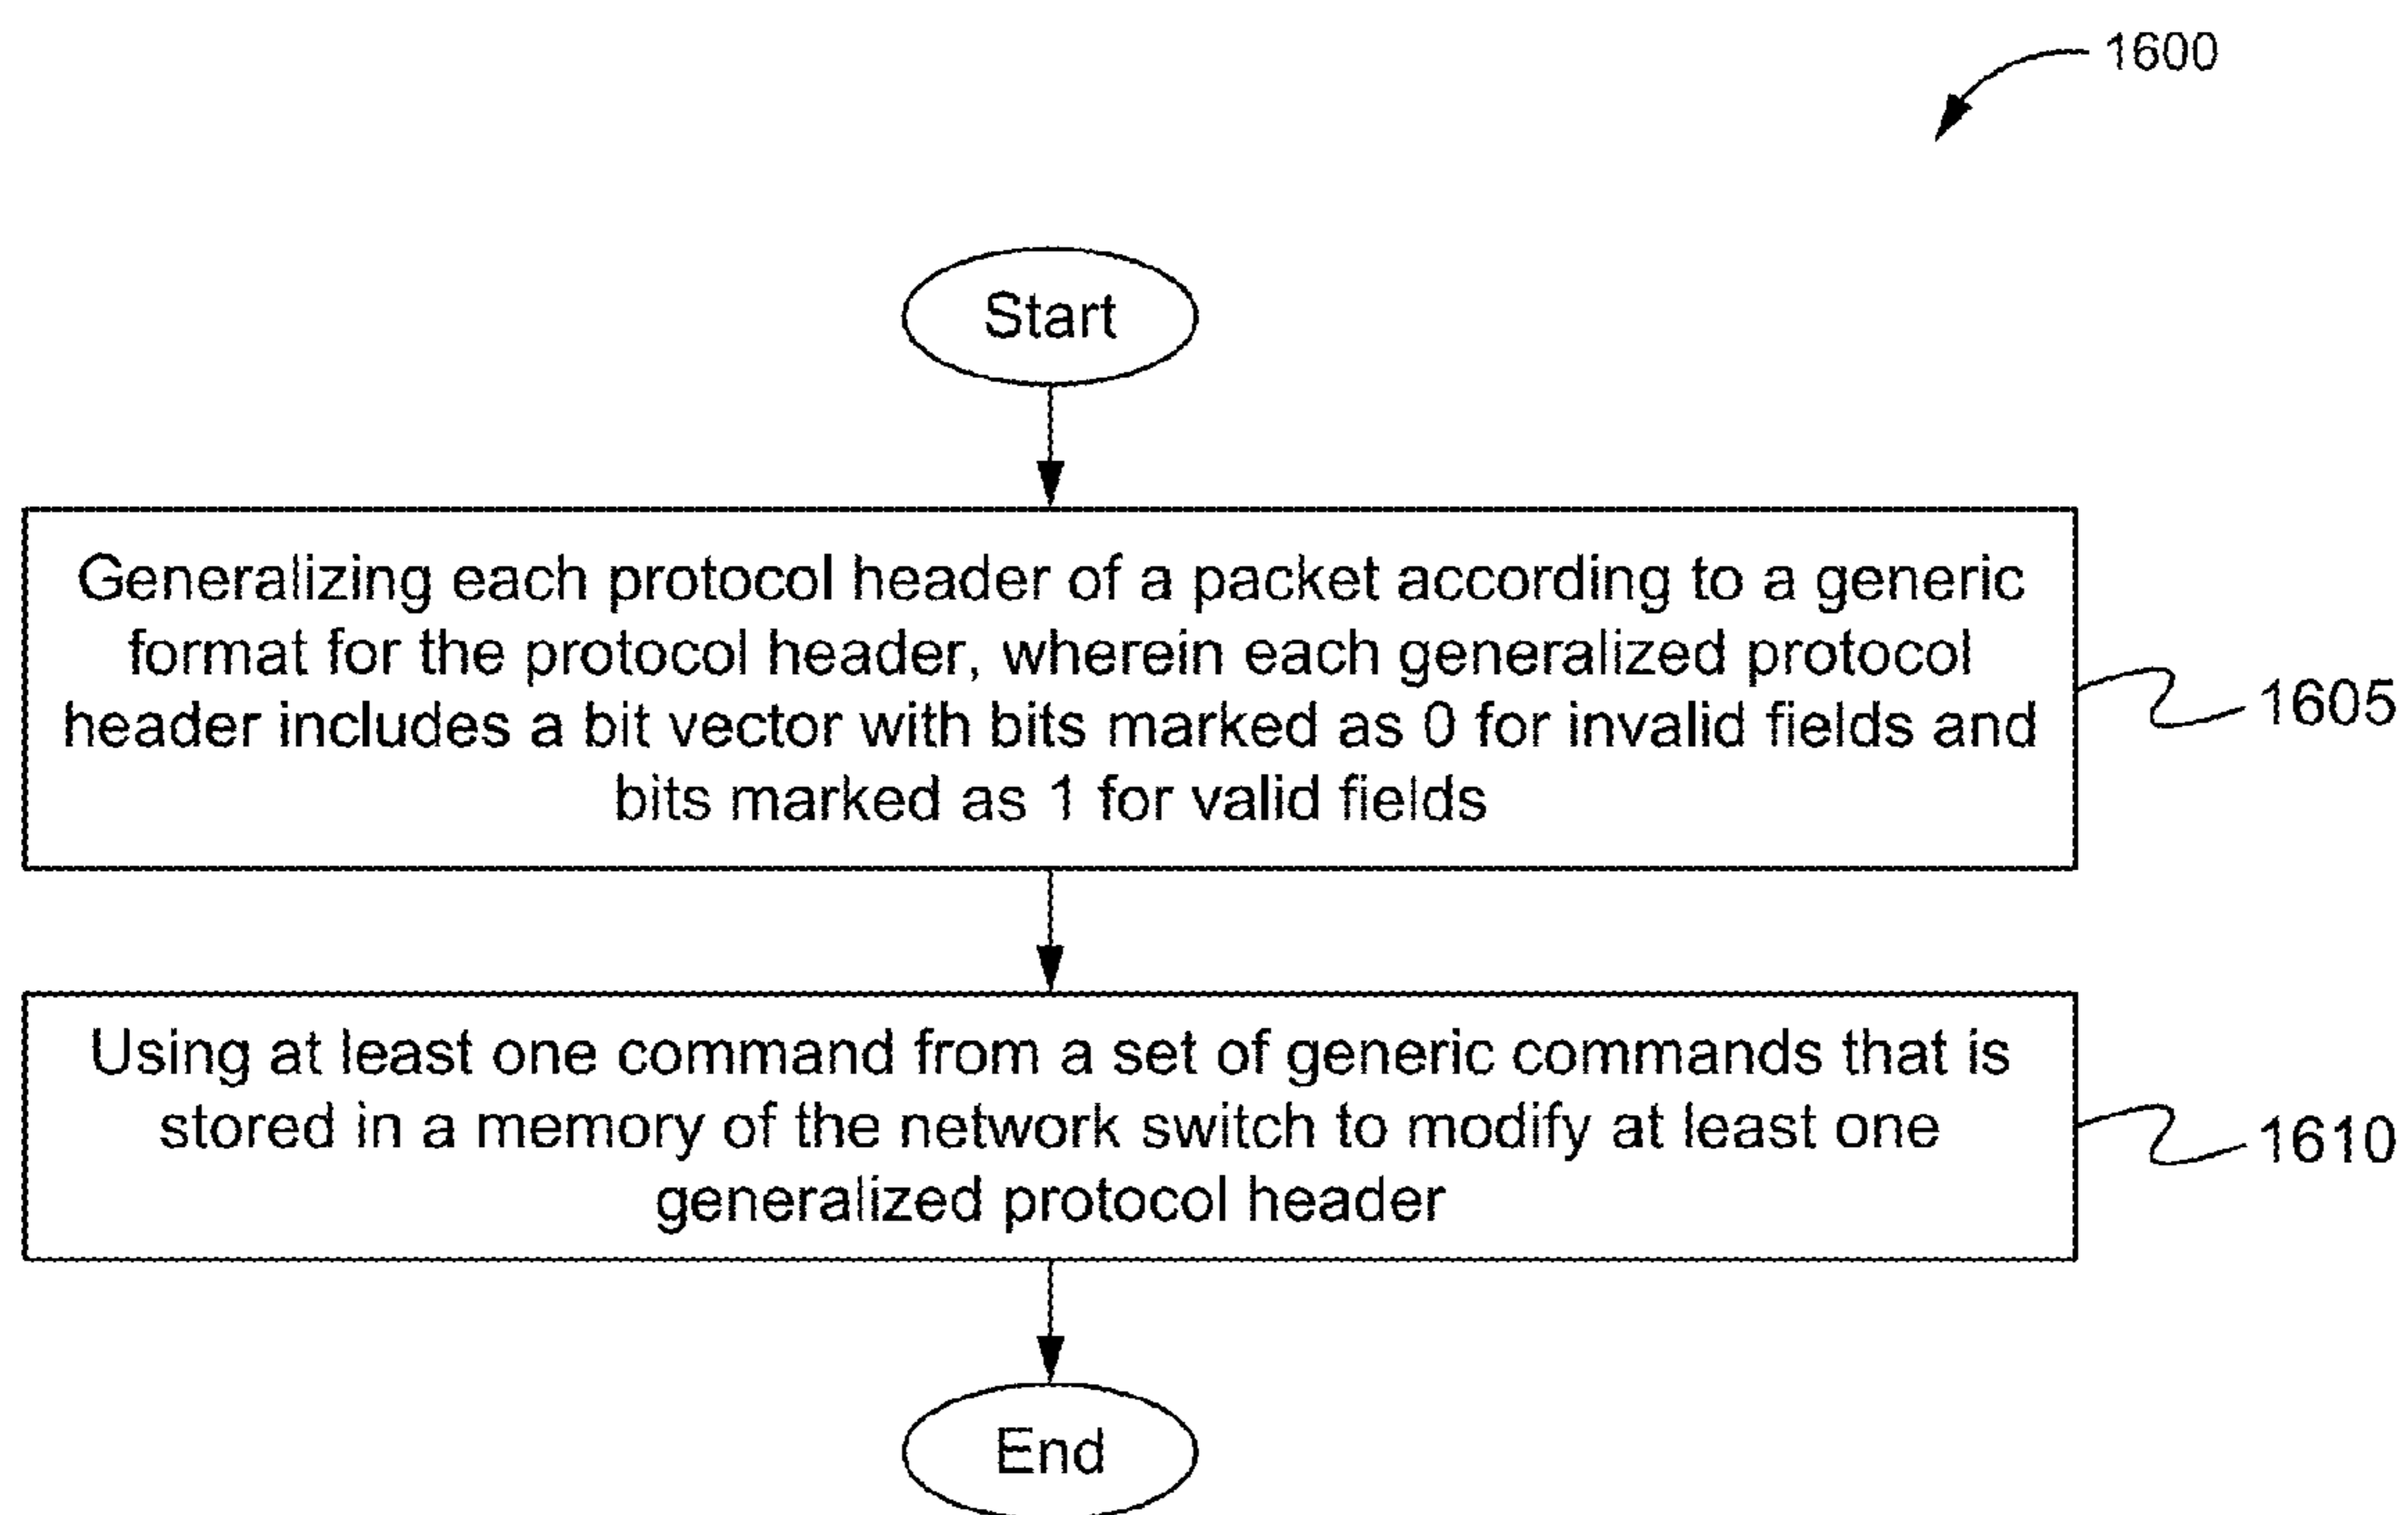 1600
Start
Generalizing each protocol header of a packet according to a generic
format for the protocol header, wherein each generalized protocol
header includes a bit vector with bits marked as 0 for invalid fields and
bits marked as 1 for valid fields
1605
Using at least one command from a set of generic commands that is
stored in a memory of the network switch to modify at least one
generalized protocol header
1610
End